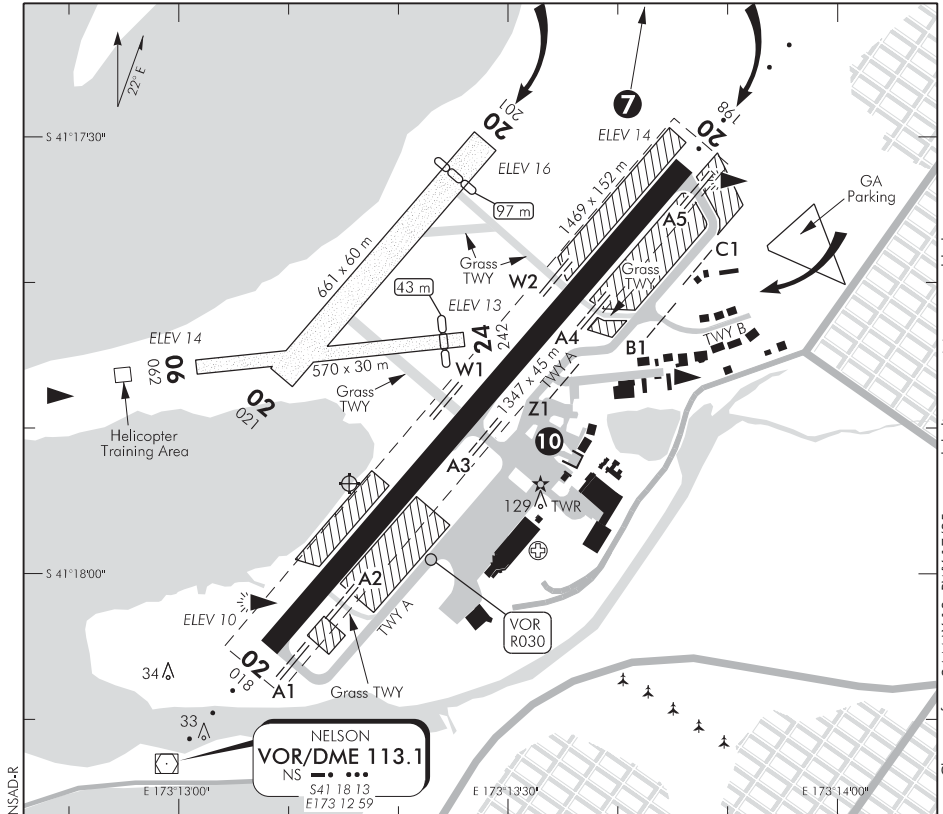 22° E
S 41°17'30"
201
20
7
198
20
ELEV 14
ELEV 16
1469 x 152 m
GA
Parking
97 m
A5
661 x 60 m
Grass
TWY
C1
43 m
W2
Grass
TWY
ELEV 13
ELEV 14
24
242
A4
TWY B
062
06
B1
W1
570 x 30 m
1347 x 45 m
TWY A
02
021
Grass
TWY
Z1
Helicopter
Training Area
10
A3
129
TWR
S 41°18'00"
A2
ELEV 10
TWY A
VOR
R030
02
018
34
A1
Grass TWY
33
NELSON
VOR/DME 113.1
NS
S41 18 13
E173 12 59
E 173°13'00"
E 173°13'30"
E 173°14'00"
NSAD-R